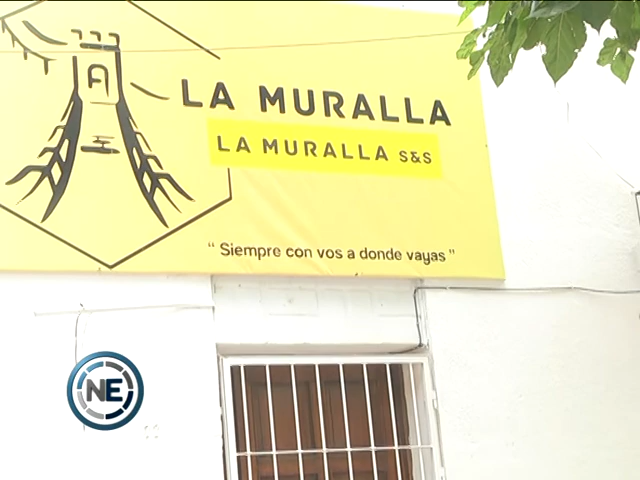 LA MURALLA
LA MURALLA S&S
" Siempre con vos a donde vayas "
NE